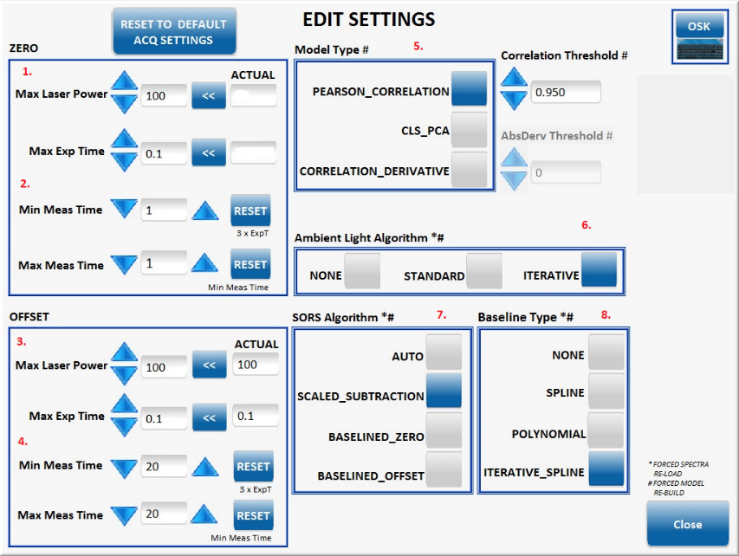 RESET TO DEFAULT
ACQ SETTINGS
EDIT SETTINGS
OSK
ZERO
1.
ACTUAL
Max Laser Power
100
<<
Max Exp Time
0.1
<<
2.
Min Meas Time
1
RESET
3 x ExpT
Max Meas Time
1
RESET
Min Meas Time
Model Type #
5.
PEARSON_CORRELATION
CLS_PCA
CORRELATION_DERIVATIVE
Correlation Threshold #
0.950
AbsDerv Threshold #
0
6.
Ambient Light Algorithm *#
NONE
STANDARD
ITERATIVE
OFFSET
3.
ACTUAL
Max Laser Power
100
<<
100
Max Exp Time
0.1
<<
0.1
4.
Min Meas Time
20
RESET
3 x ExpT
Max Meas Time
20
RESET
Min Meas Time
SORS Algorithm *#
7.
AUTO
SCALED_SUBTRACTION
BASELINED_ZERO
BASELINED_OFFSET
Baseline Type *#
8.
NONE
SPLINE
POLYNOMIAL
ITERATIVE_SPLINE
* FORCED SPECTRA
RE-LOAD
# FORCED MODEL
RE-BUILD
Close